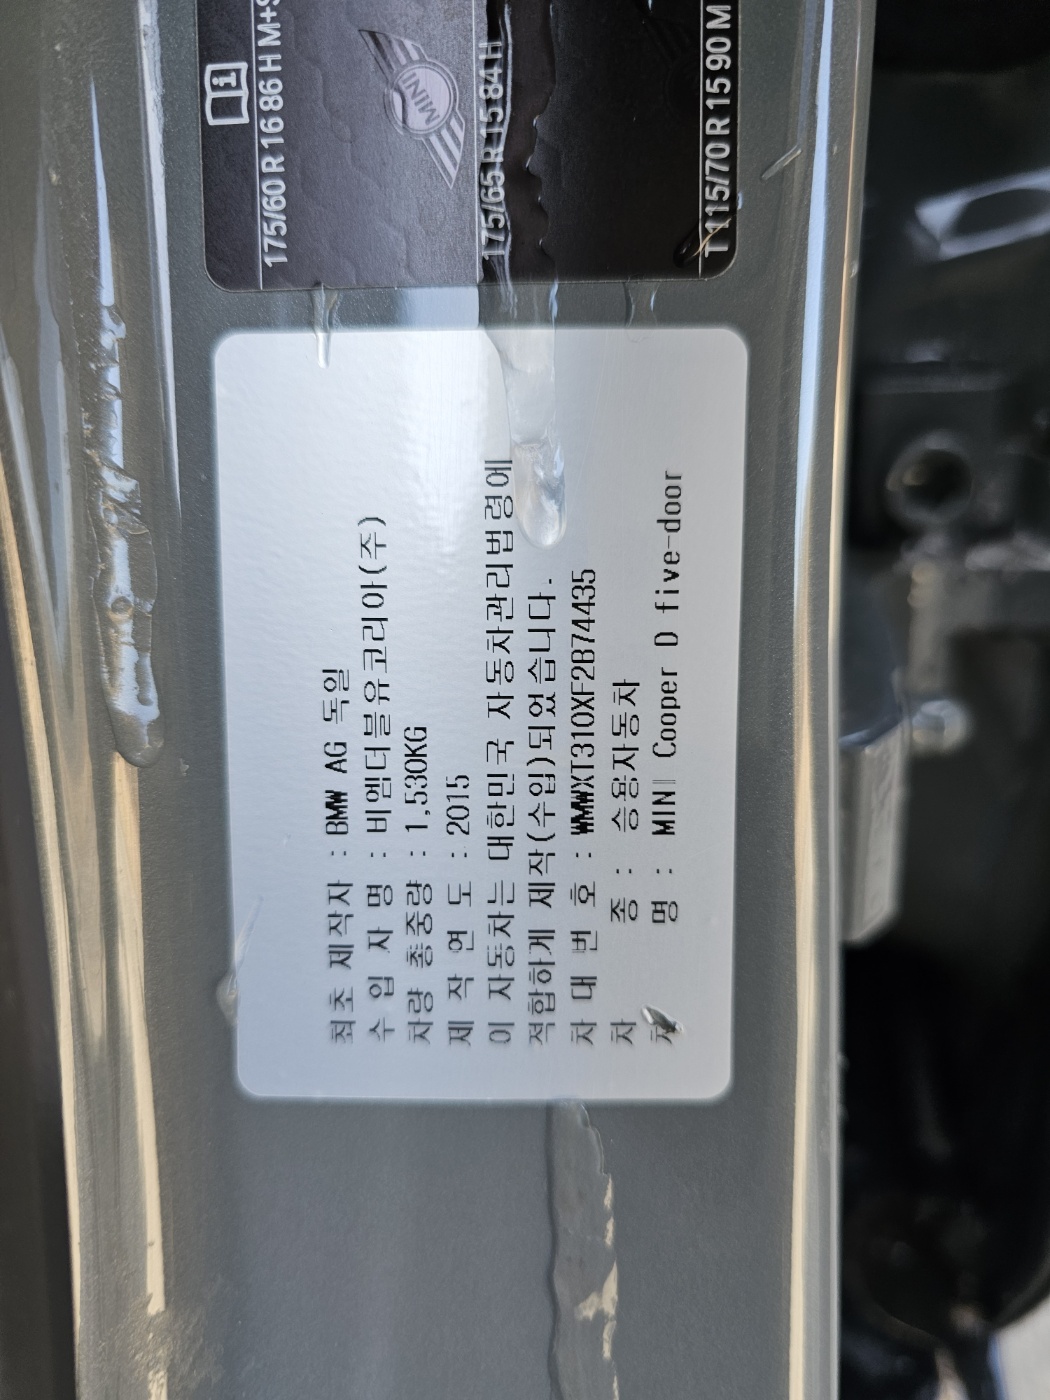 최초 제작자 : BMW AG 독일
수 입 자 명 : 비엠더블유코리아(주)
차량 총중량 : 1,530KG
제 작 연 도 : 2015
이 자동차는 대한민국 자동차관리법령에
적합하게 제작(수입)되었습니다.
차 대 번 호 : WMWXT310XF2B74435
차 종 : 승용자동차
차 명 : MINI Cooper D five-door
175/60 R 16 86 H M+S
MINI
175/65 R 15 84 H
T 115/70 R 15 90 M